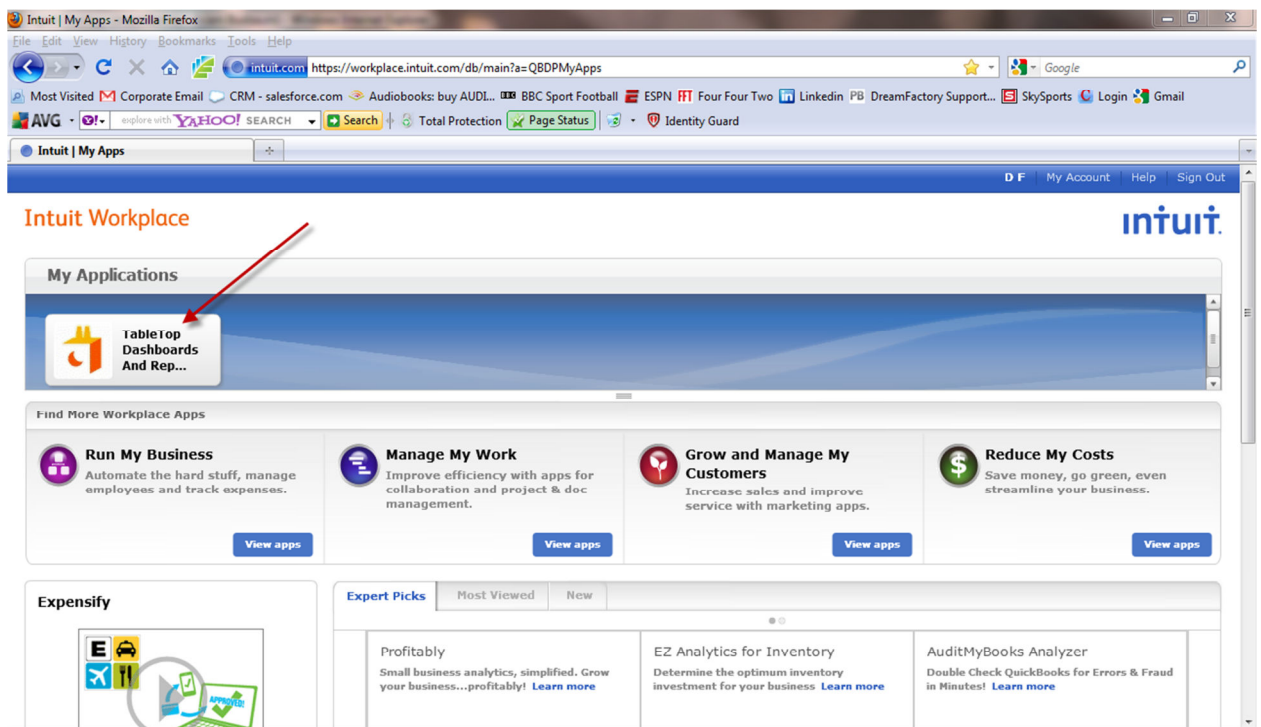 Intuit | My Apps - Mozilla Firefox
File Edit View History Bookmarks Tools Help
intuit.com https://workplace.intuit.com/db/main?a=QBDPMyApps
Google
Most Visited Corporate Email CRM - salesforce.com Audiobooks: buy AUDI... BBC Sport Football ESPN FFT Four Four Two Linkedin PB DreamFactory Support... SkySports Login Gmail
AVG explore with YAHOO! SEARCH Search Total Protection Page Status Identity Guard
Intuit | My Apps
D F My Account Help Sign Out
Intuit Workplace
intuit.
My Applications
TableTop
Dashboards
And Rep...
Find More Workplace Apps
Run My Business
Automate the hard stuff, manage
employees and track expenses.
View apps
Manage My Work
Improve efficiency with apps for
collaboration and project & doc
management.
View apps
Grow and Manage My
Customers
Increase sales and improve
service with marketing apps.
View apps
Reduce My Costs
Save money, go green, even
streamline your business.
View apps
Expensify
E
APPROVED!
Expert Picks Most Viewed New
Profitably
Small business analytics, simplified. Grow
your business...profitably! Learn more
EZ Analytics for Inventory
Determine the optimum inventory
investment for your business Learn more
AuditMyBooks Analyzer
Double Check QuickBooks for Errors & Fraud
in Minutes! Learn more